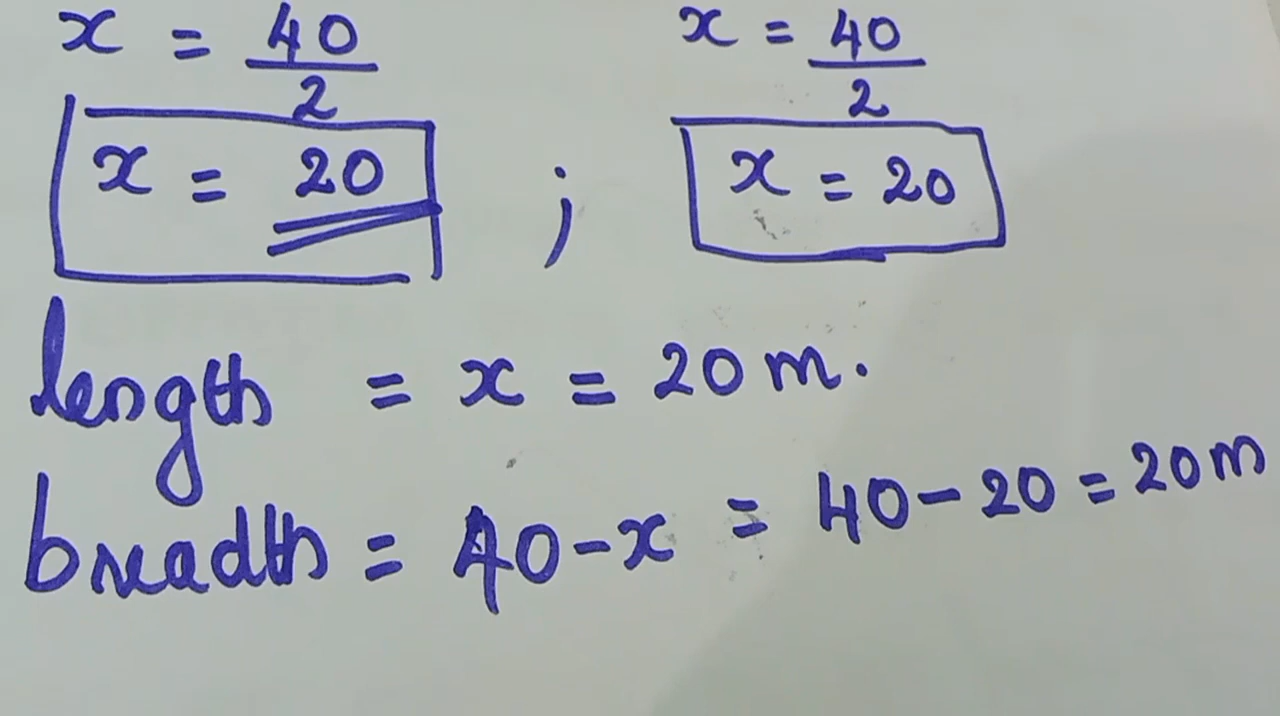 x = 40/2 x = 40/2
x = 20 ; x = 20
length = x = 20 m.
breadth = 40 - x = 40 - 20 = 20 m